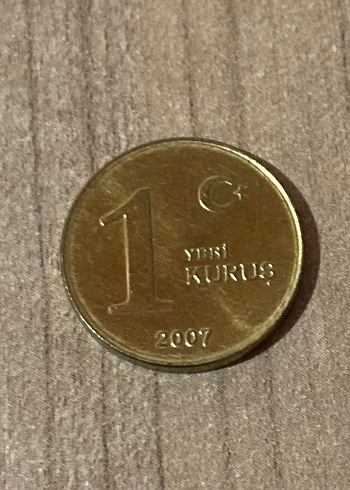 1
YENİ
KURUŞ
2007